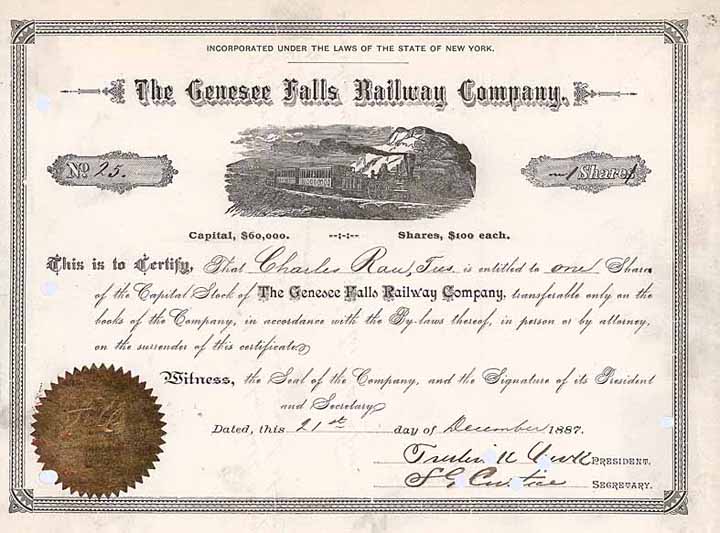 INCORPORATED UNDER THE LAWS OF THE STATE OF NEW YORK.
The Genesee Falls Railway Company,
No 25.
1 Shares
Capital, $60,000. Shares, $100 each.
This is to Certify, That Charles Rau, Tres. is entitled to one Share
of the Capital Stock of The Genesee Falls Railway Company, transferable only on the
books of the Company, in accordance with the By-laws thereof, in person or by attorney,
on the surrender of this certificate.
Witness, the Seal of the Company, and the Signature of its President
and Secretary
Dated, this 21st day of December 1887.
Frederick Cook PRESIDENT.
S G Curtice SECRETARY.